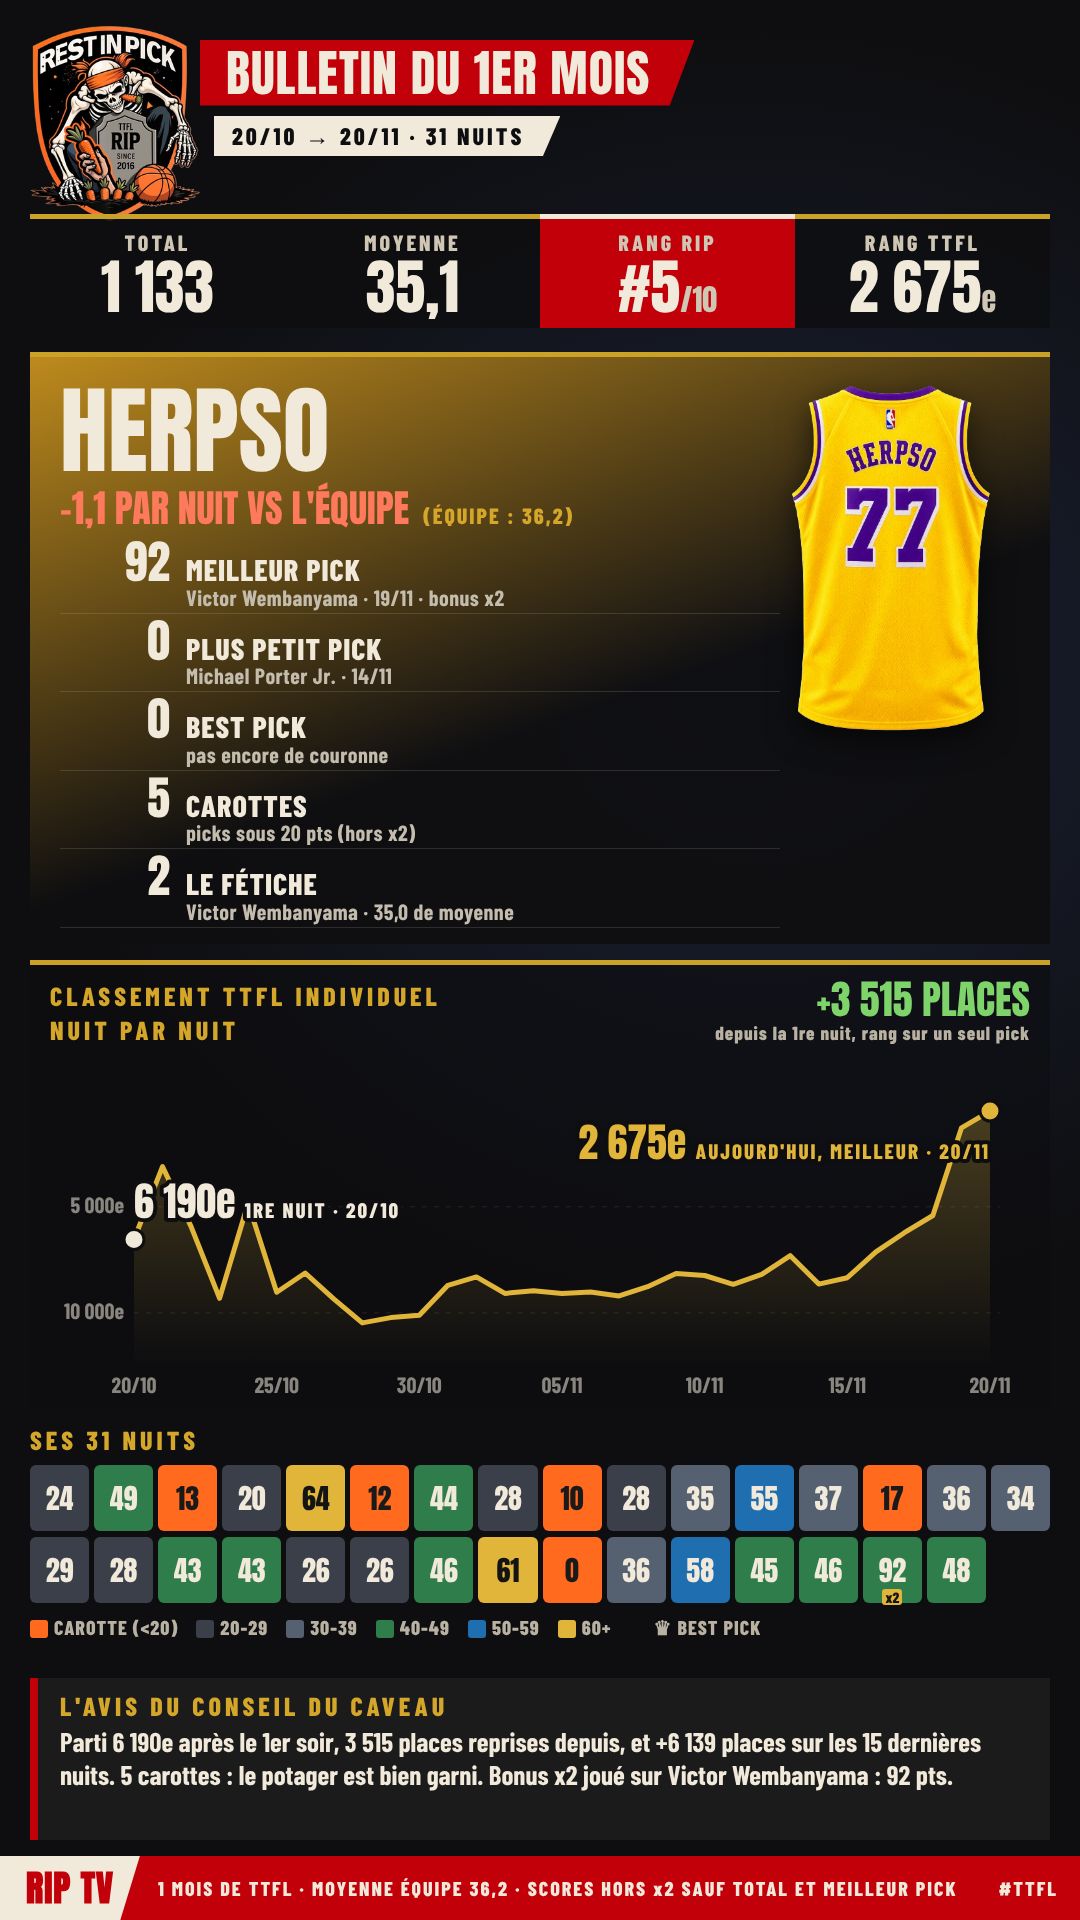 REST IN PICK
TTFL
RIP
SINCE
2016
BULLETIN DU 1ER MOIS
20/10 → 20/11 · 31 NUITS
TOTAL
1 133
MOYENNE
35,1
RANG RIP
#5/10
RANG TTFL
2 675e
HERPSO
-1,1 PAR NUIT VS L'ÉQUIPE (ÉQUIPE : 36,2)
92 MEILLEUR PICK
Victor Wembanyama · 19/11 · bonus x2
0 PLUS PETIT PICK
Michael Porter Jr. · 14/11
0 BEST PICK
pas encore de couronne
5 CAROTTES
picks sous 20 pts (hors x2)
2 LE FÉTICHE
Victor Wembanyama · 35,0 de moyenne
HERPSO
77
CLASSEMENT TTFL INDIVIDUEL
NUIT PAR NUIT
+3 515 PLACES
depuis la 1re nuit, rang sur un seul pick
2 675e AUJOURD'HUI, MEILLEUR · 20/11
5 000e
6 190e 1RE NUIT · 20/10
10 000e
20/10 25/10 30/10 05/11 10/11 15/11 20/11
SES 31 NUITS
24 49 13 20 64 12 44 28 10 28 35 55 37 17 36 34
29 28 43 43 26 26 46 61 0 36 58 45 46 92 48
x2
CAROTTE (<20) 20-29 30-39 40-49 50-59 60+ ♛ BEST PICK
L'AVIS DU CONSEIL DU CAVEAU
Parti 6 190e après le 1er soir, 3 515 places reprises depuis, et +6 139 places sur les 15 dernières
nuits. 5 carottes : le potager est bien garni. Bonus x2 joué sur Victor Wembanyama : 92 pts.
RIP TV
1 MOIS DE TTFL · MOYENNE ÉQUIPE 36,2 · SCORES HORS x2 SAUF TOTAL ET MEILLEUR PICK
#TTFL